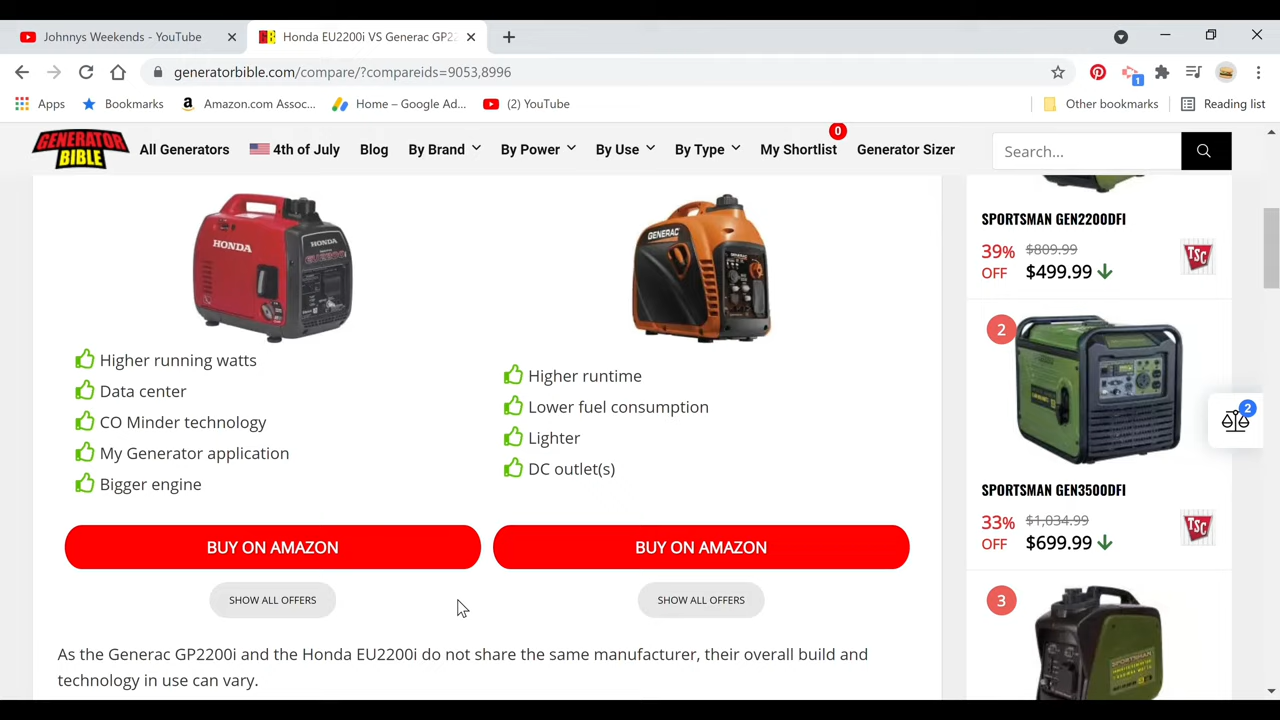 Johnnys Weekends - YouTube
Honda EU2200i VS Generac GP22
generatorbible.com/compare/?compareids=9053,8996
1
Apps
Bookmarks
Amazon.com Assoc...
Home – Google Ad...
(2) YouTube
Other bookmarks
Reading list
GENERATOR
BIBLE
All Generators
4th of July
Blog
By Brand
By Power
By Use
By Type
My Shortlist
0
Generator Sizer
Search...
HONDA
HONDA
EU2200i
GENERAC
Higher running watts
Data center
CO Minder technology
My Generator application
Bigger engine
Higher runtime
Lower fuel consumption
Lighter
DC outlet(s)
BUY ON AMAZON
BUY ON AMAZON
SHOW ALL OFFERS
SHOW ALL OFFERS
As the Generac GP2200i and the Honda EU2200i do not share the same manufacturer, their overall build and
technology in use can vary.
SPORTSMAN GEN2200DFI
39%
OFF
$809.99
$499.99
TSC
2
2
SPORTSMAN GEN3500DFI
33%
OFF
$1,034.99
$699.99
TSC
3